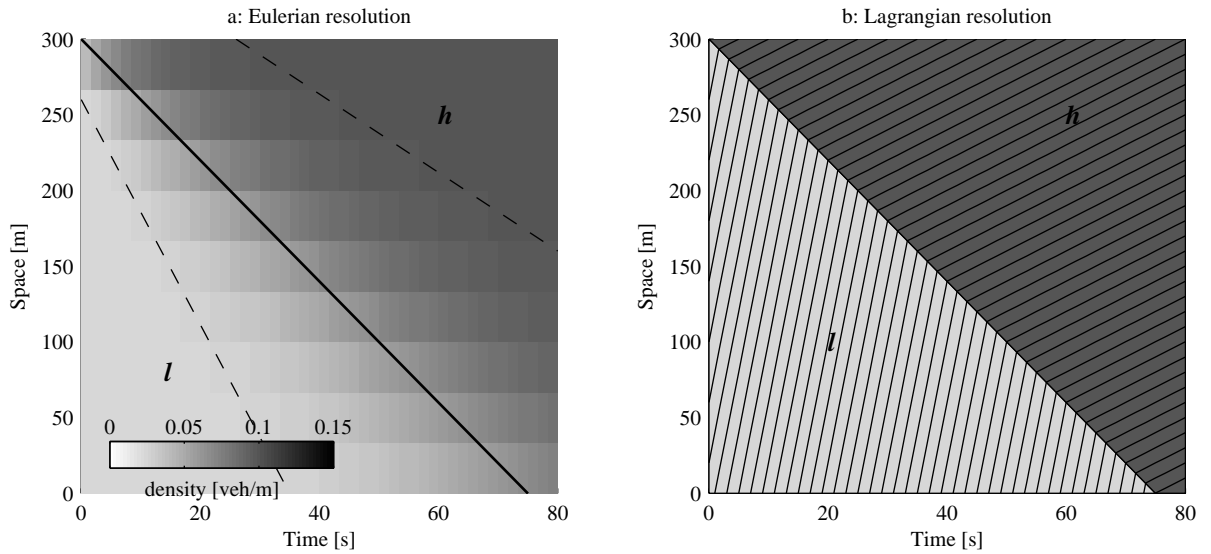 a: Eulerian resolution
300
250
200
150
100
50
0
Space [m]
h
l
0 0.05 0.1 0.15
density [veh/m]
0 20 40 60 80
Time [s]
b: Lagrangian resolution
300
250
200
150
100
50
0
Space [m]
h
l
0 20 40 60 80
Time [s]